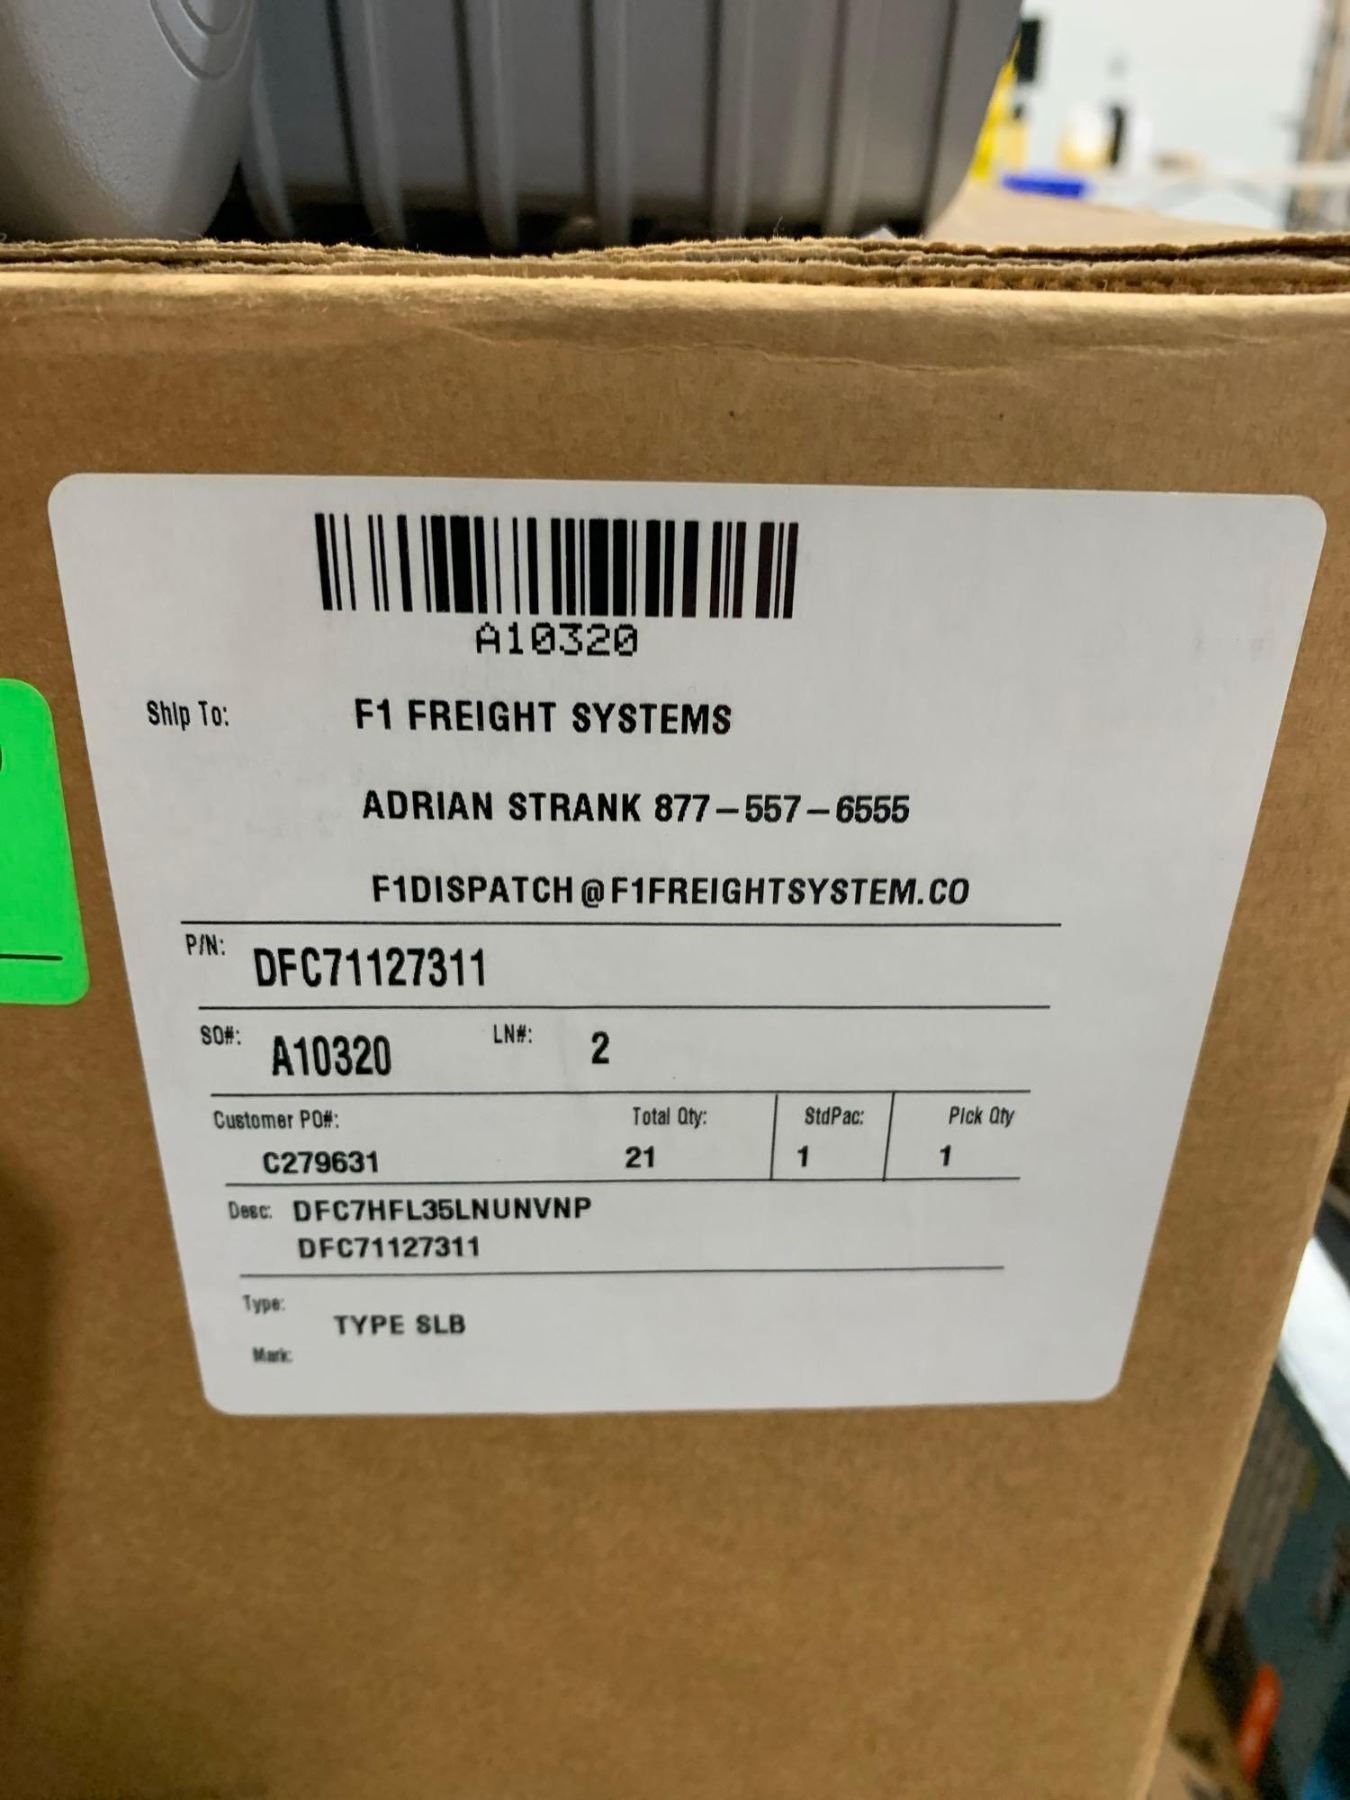 A10320
Ship To: F1 FREIGHT SYSTEMS
ADRIAN STRANK 877-557-6555
F1DISPATCH@F1FREIGHTSYSTEM.CO
P/N: DFC71127311
SO#: A10320 LN#: 2
Customer PO#: Total Qty: StdPac: Pick Qty
C279631 21 1 1
Desc: DFC7HFL35LNUNVNP
DFC71127311
Type: TYPE SLB
Mark: